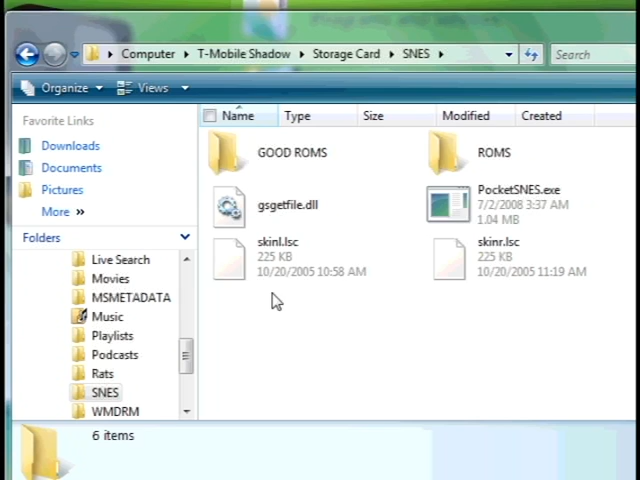 Computer T-Mobile Shadow Storage Card SNES Search
Organize Views
Favorite Links
Downloads
Documents
Pictures
More »
Folders
Live Search
Movies
MSMETADATA
Music
Playlists
Podcasts
Rats
SNES
WMDRM
Name Type Size Modified Created
GOOD ROMS
ROMS
gsgetfile.dll
PocketSNES.exe
7/2/2008 3:37 AM
1.04 MB
skinl.lsc
225 KB
10/20/2005 10:58 AM
skinr.lsc
225 KB
10/20/2005 11:19 AM
6 items